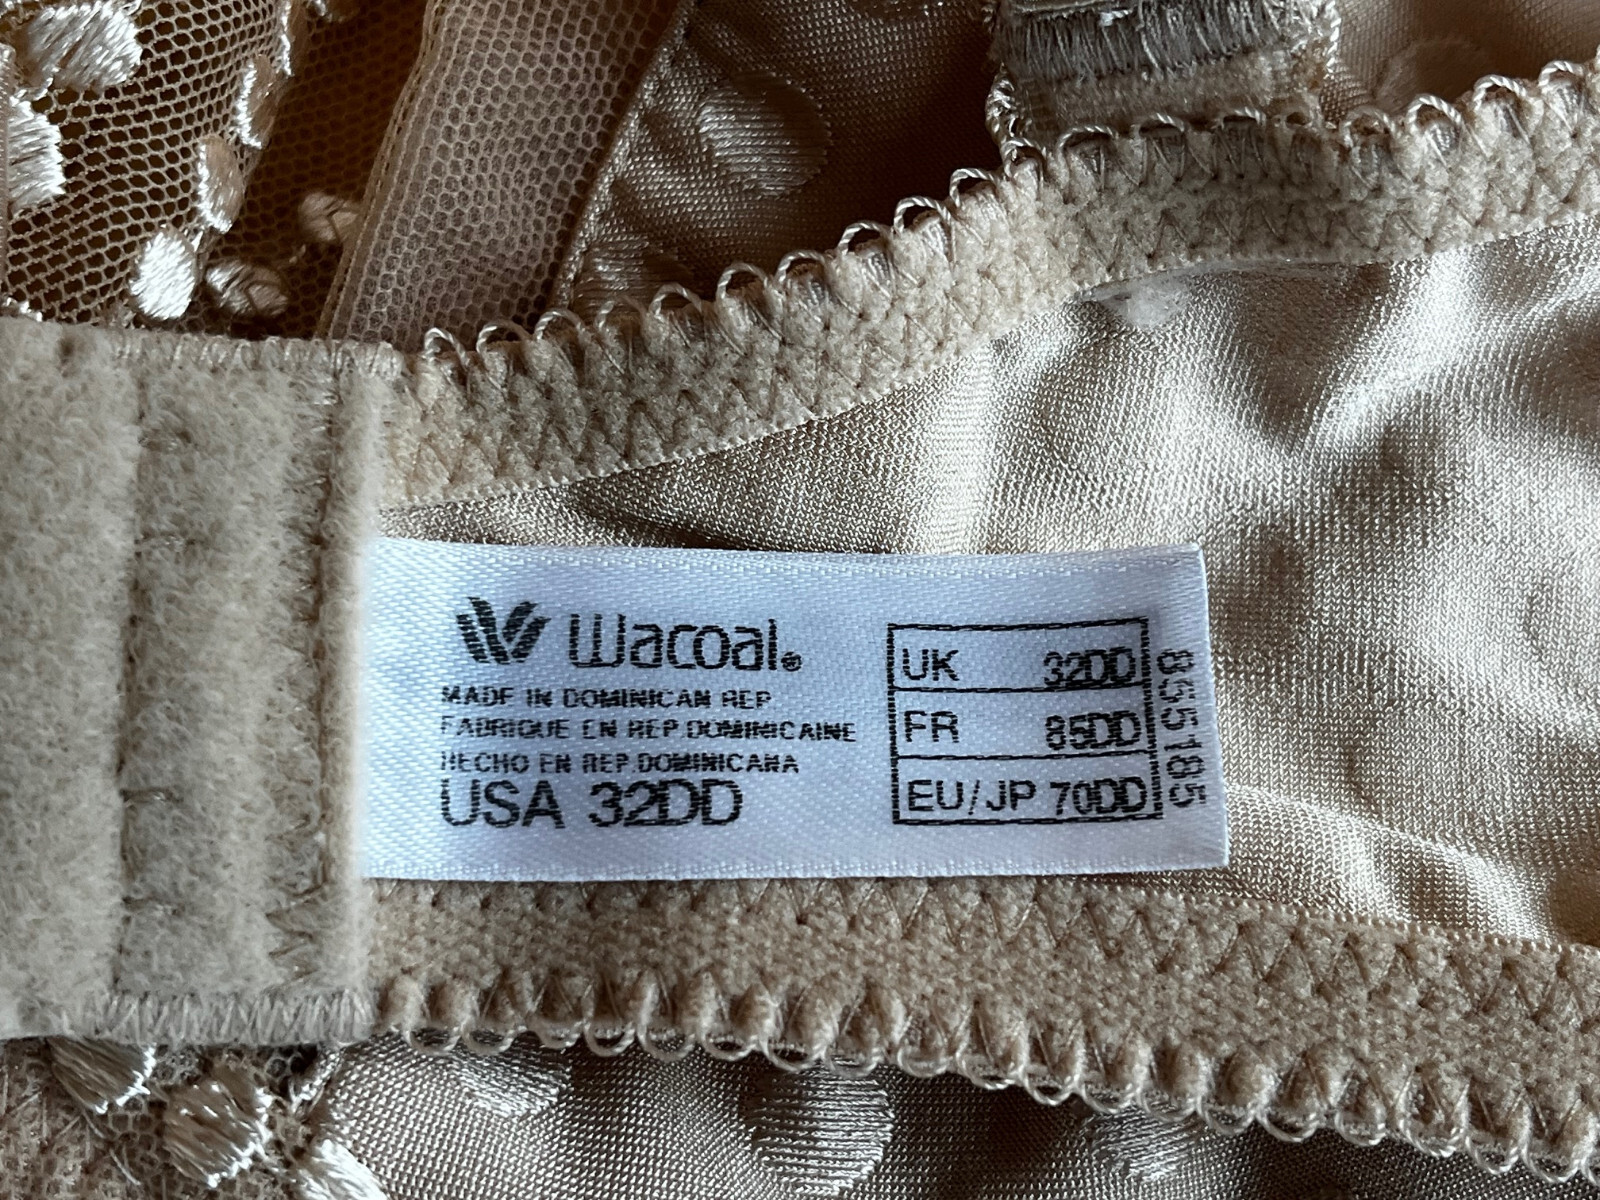 Wacoal®
MADE IN DOMINICAN REP.
FABRIQUE EN REP DOMINICAINE
HECHO EN REP.DOMINICANA
USA 32DD
UK 32DD
FR 85DD
EU/JP 70DD
855185